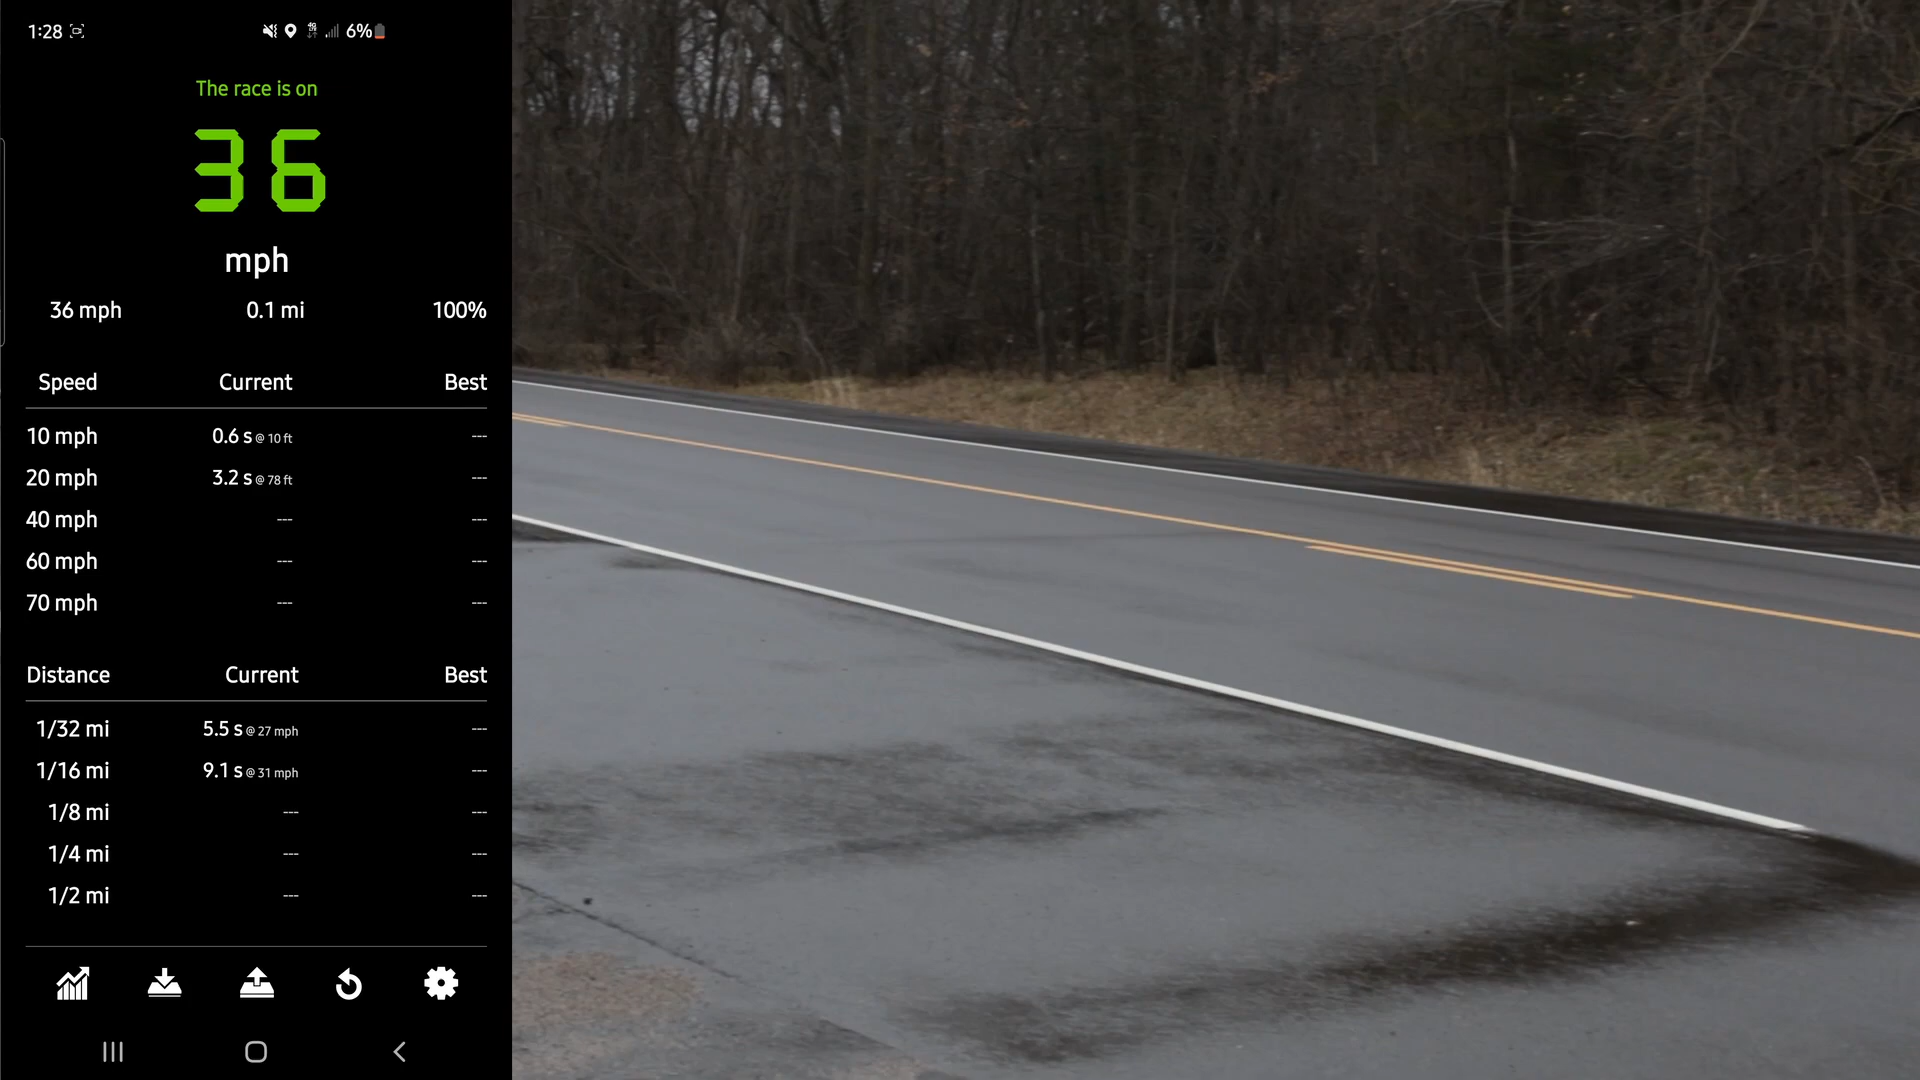 1:28 4G 6%
The race is on
36
mph
36 mph 0.1 mi 100%
Speed Current Best
10 mph 0.6 s @ 10 ft ---
20 mph 3.2 s @ 78 ft ---
40 mph --- ---
60 mph --- ---
70 mph --- ---
Distance Current Best
1/32 mi 5.5 s @ 27 mph ---
1/16 mi 9.1 s @ 31 mph ---
1/8 mi --- ---
1/4 mi --- ---
1/2 mi --- ---